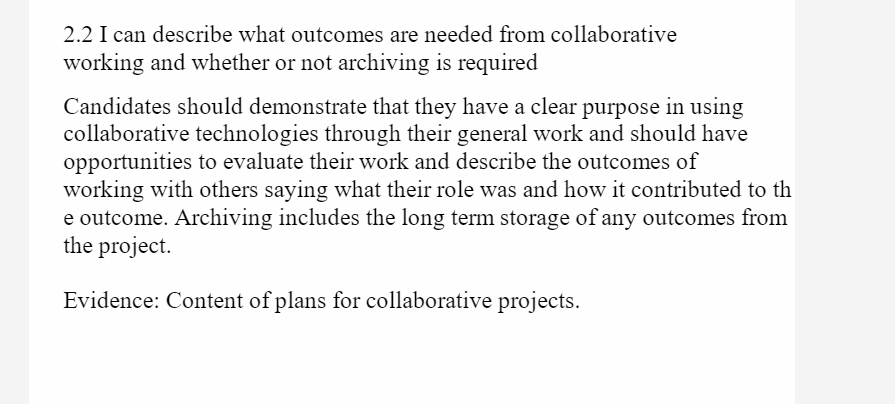 2.2 I can describe what outcomes are needed from collaborative
working and whether or not archiving is required
Candidates should demonstrate that they have a clear purpose in using
collaborative technologies through their general work and should have
opportunities to evaluate their work and describe the outcomes of
working with others saying what their role was and how it contributed to th
e outcome. Archiving includes the long term storage of any outcomes from
the project.
Evidence: Content of plans for collaborative projects.